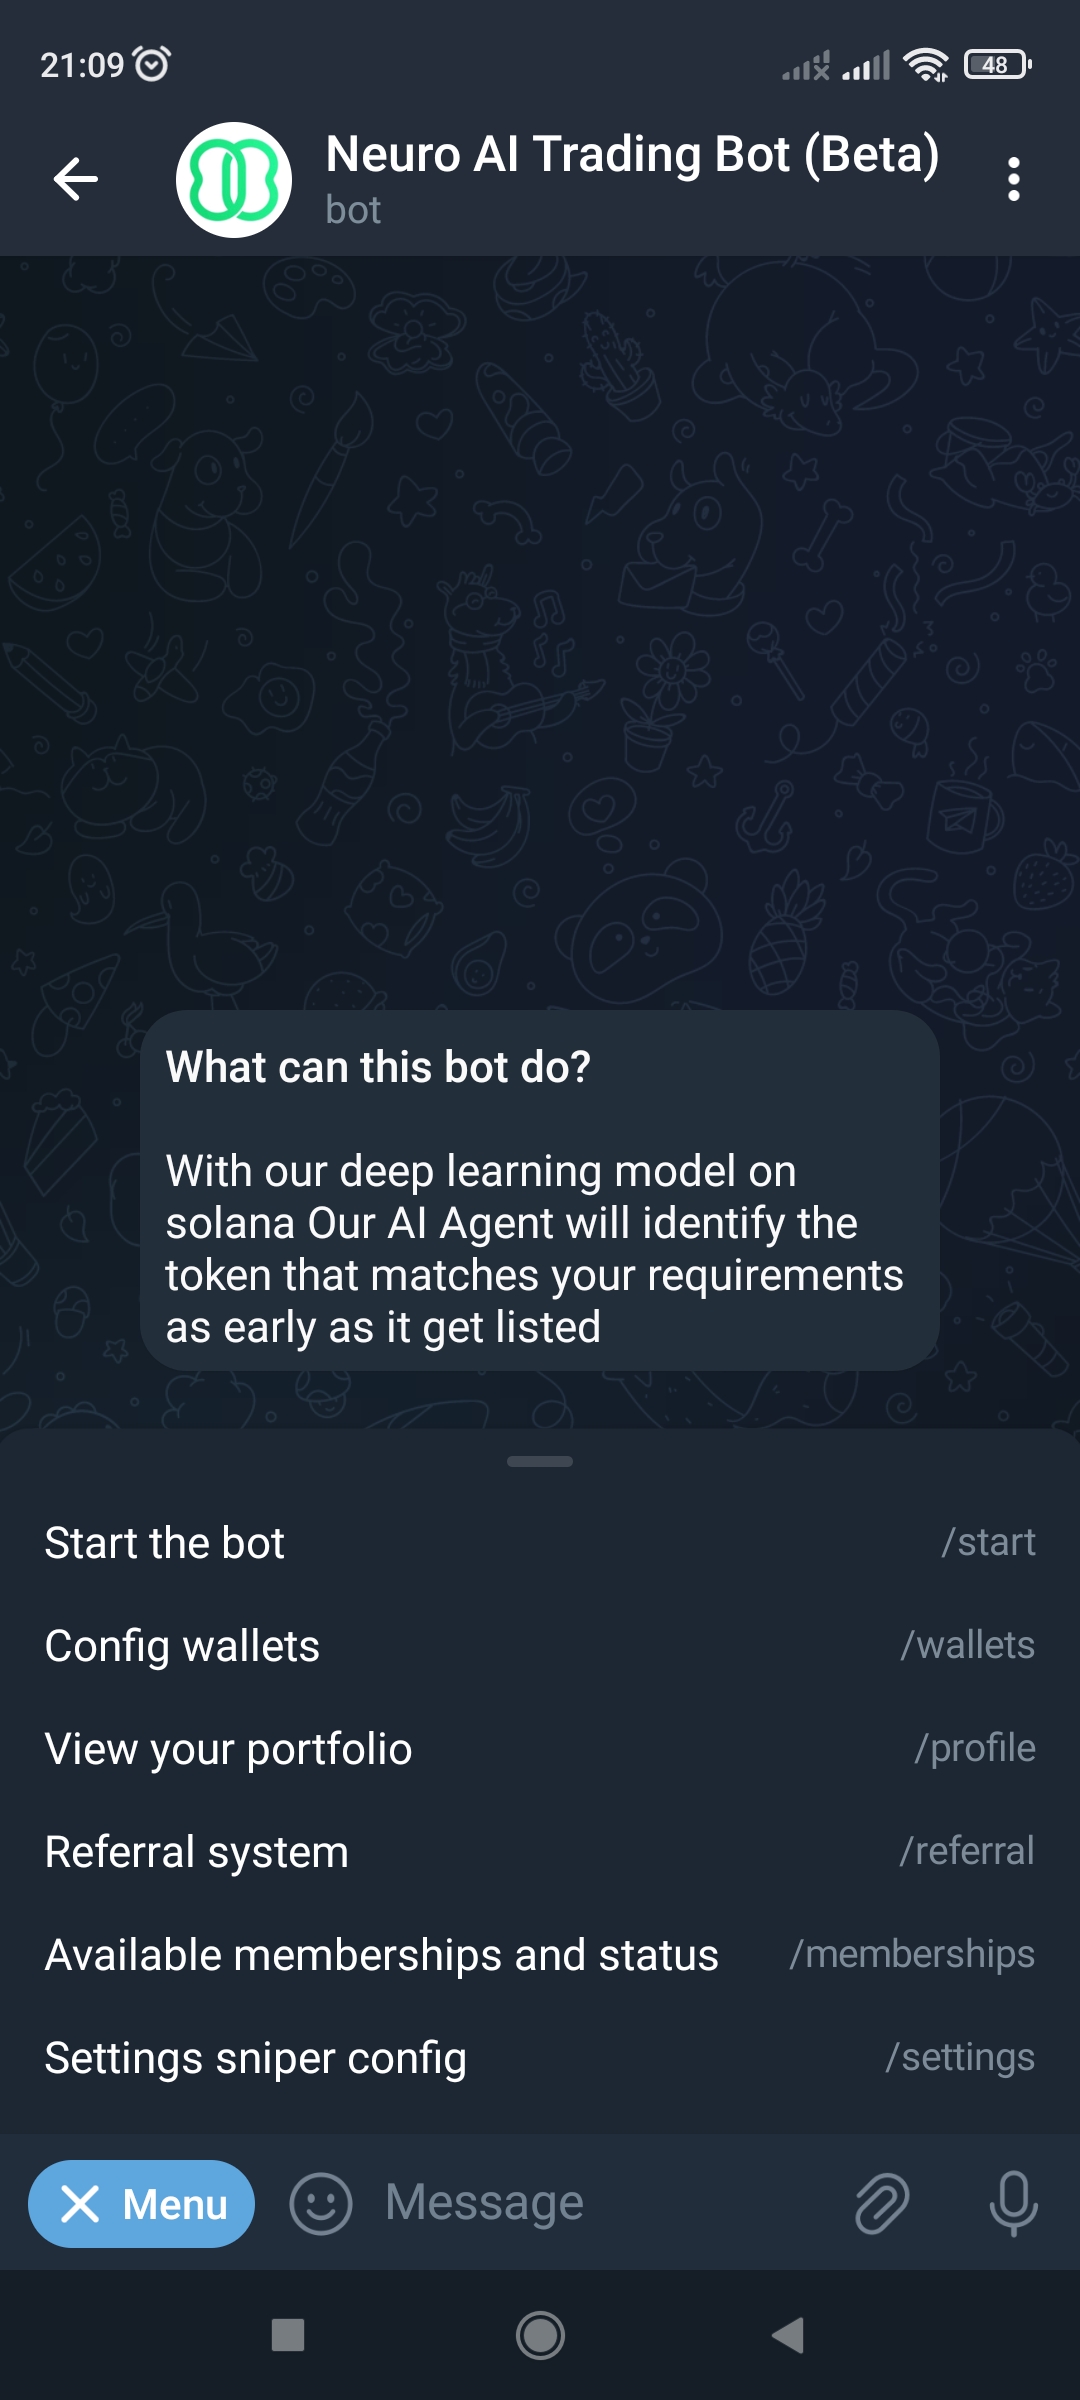 21:09
48
Neuro AI Trading Bot (Beta)
bot
What can this bot do?
With our deep learning model on
solana Our AI Agent will identify the
token that matches your requirements
as early as it get listed
Start the bot /start
Config wallets /wallets
View your portfolio /profile
Referral system /referral
Available memberships and status /memberships
Settings sniper config /settings
Menu Message